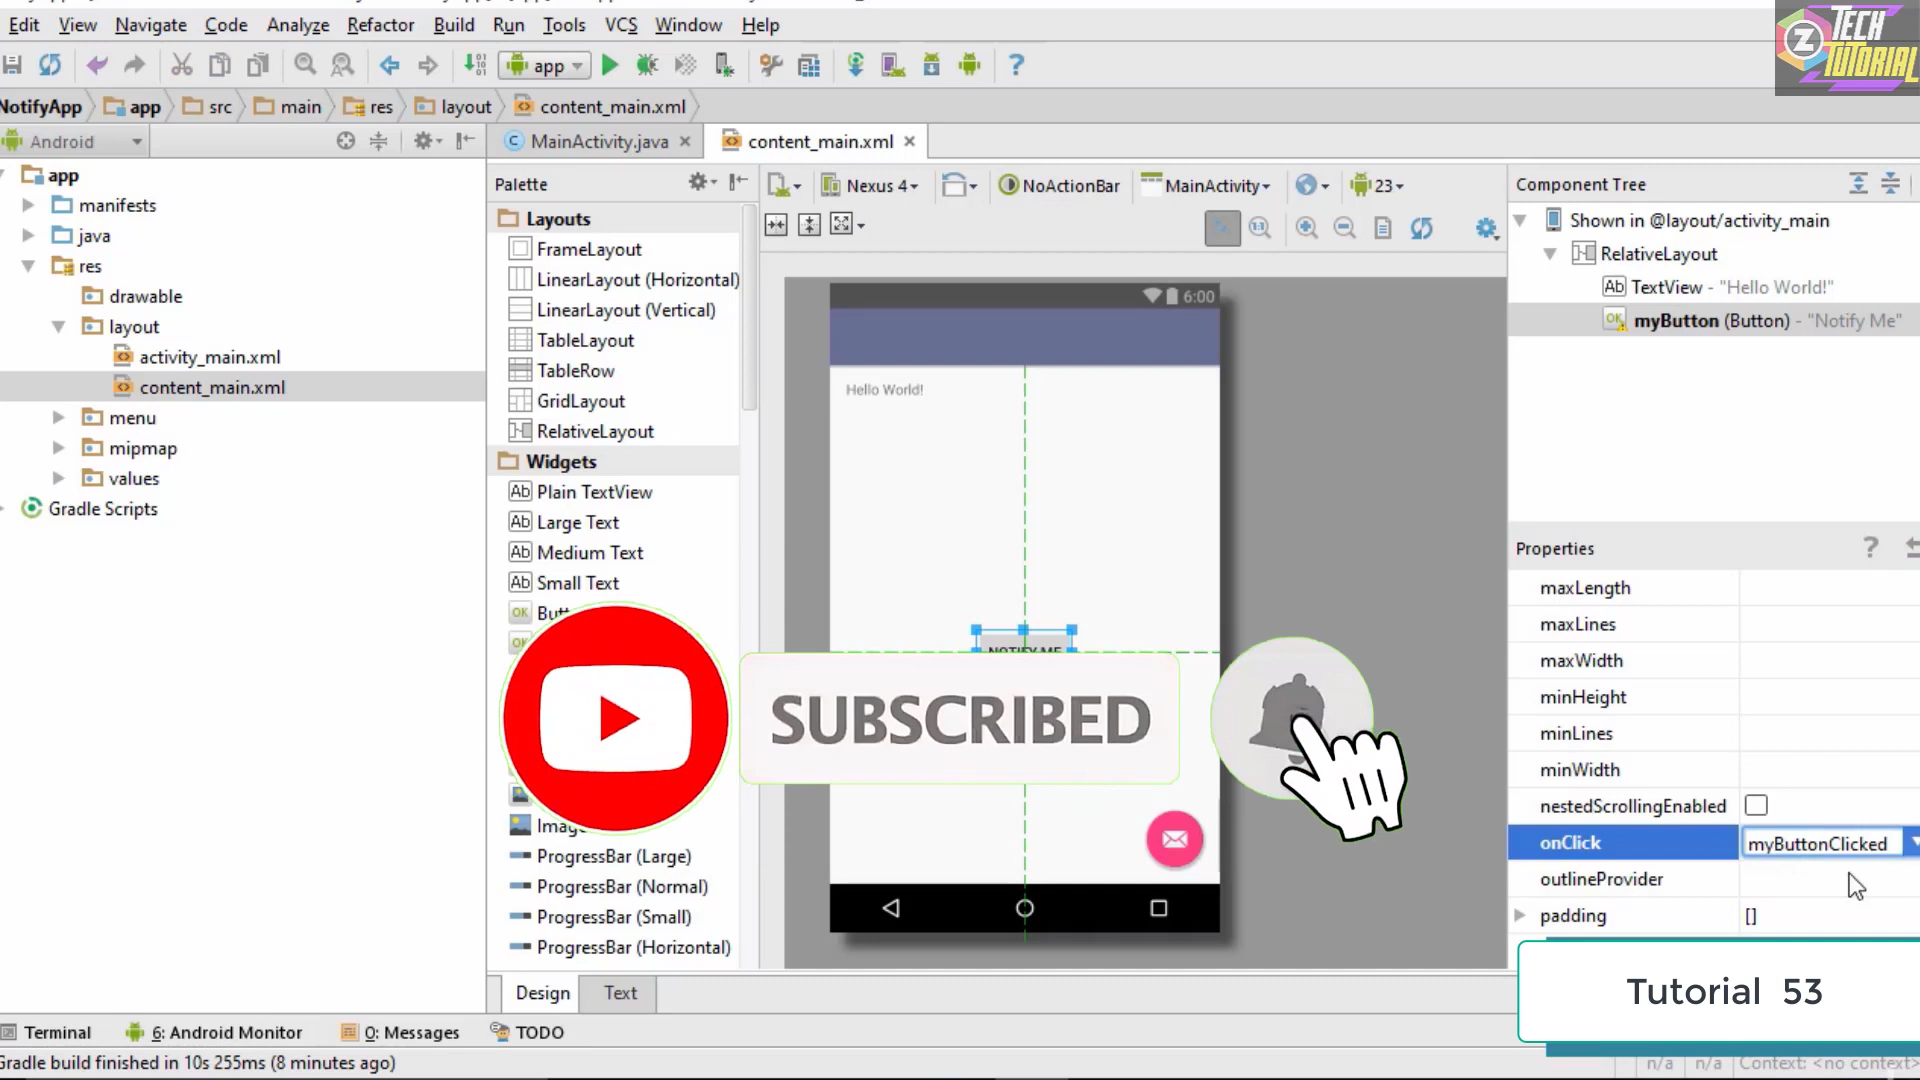 Edit View Navigate Code Analyze Refactor Build Run Tools VCS Window Help
Z TECH TUTORIAL
app
NotifyApp app src main res layout content_main.xml
Android
MainActivity.java content_main.xml
app
manifests
java
res
drawable
layout
activity_main.xml
content_main.xml
menu
mipmap
values
Gradle Scripts
Palette
Layouts
FrameLayout
LinearLayout (Horizontal)
LinearLayout (Vertical)
TableLayout
TableRow
GridLayout
RelativeLayout
Widgets
Plain TextView
Large Text
Medium Text
Small Text
OK
ProgressBar (Large)
ProgressBar (Normal)
ProgressBar (Small)
ProgressBar (Horizontal)
Nexus 4 NoActionBar MainActivity 23
6:00
Hello World!
NOTIFY ME
SUBSCRIBED
Component Tree
Shown in @layout/activity_main
RelativeLayout
Ab TextView - "Hello World!"
OK myButton (Button) - "Notify Me"
Properties ?
maxLength
maxLines
maxWidth
minHeight
minLines
minWidth
nestedScrollingEnabled
onClick myButtonClicked
outlineProvider
padding []
Tutorial 53
Design Text
Terminal 6: Android Monitor 0: Messages TODO
Gradle build finished in 10s 255ms (8 minutes ago)
n/a n/a Context: <no context>